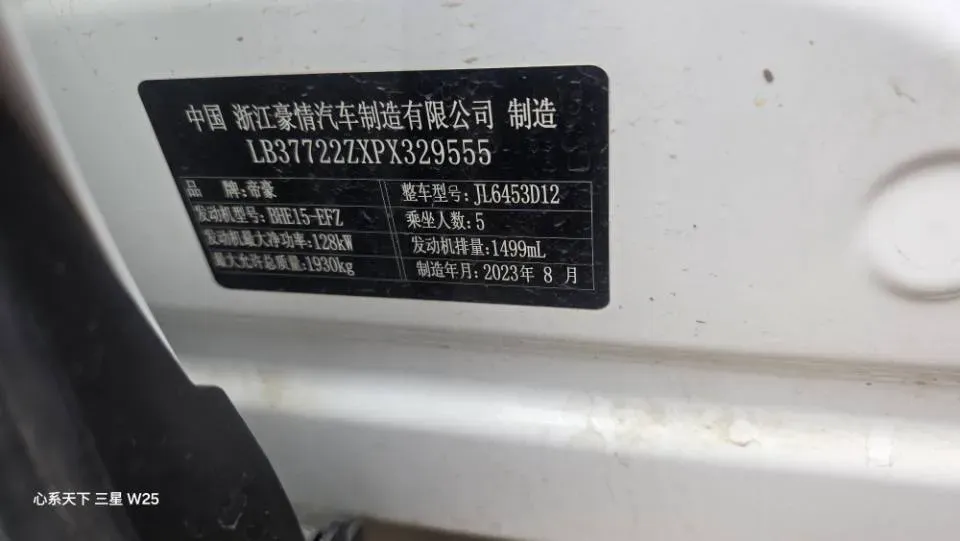 中国 浙江豪情汽车制造有限公司 制造
LB37722ZXPX329555
品 牌:帝豪 整车型号:JL6453D12
发动机型号:BHE15-EFZ 乘坐人数:5
发动机最大净功率:128kW 发动机排量:1499mL
最大允许总质量:1930kg 制造年月:2023年 8 月
心系天下 三星 W25